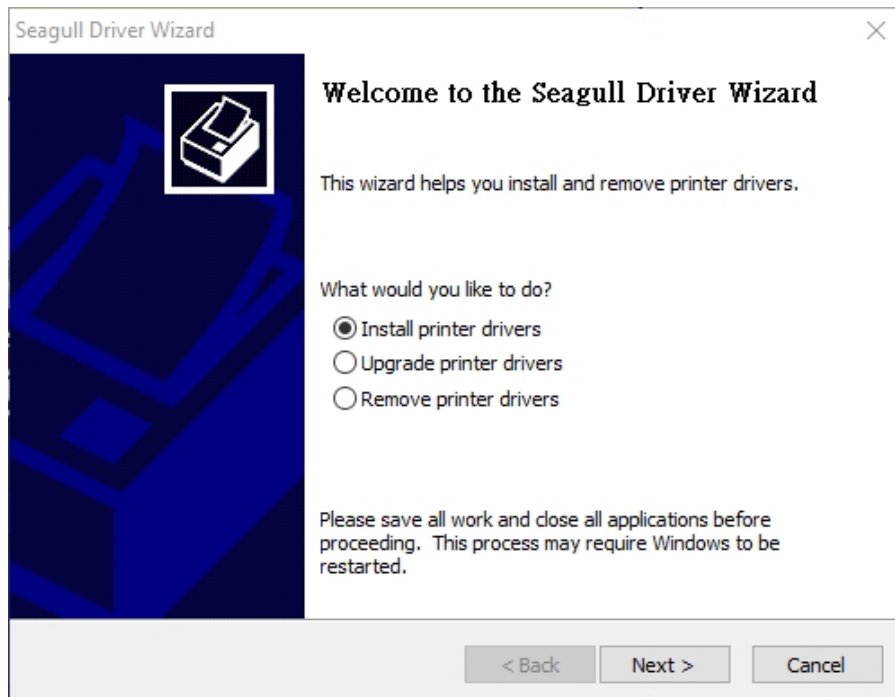 Seagull Driver Wizard
Welcome to the Seagull Driver Wizard
This wizard helps you install and remove printer drivers.
What would you like to do?
Install printer drivers
Upgrade printer drivers
Remove printer drivers
Please save all work and close all applications before
proceeding. This process may require Windows to be
restarted.
< Back Next > Cancel